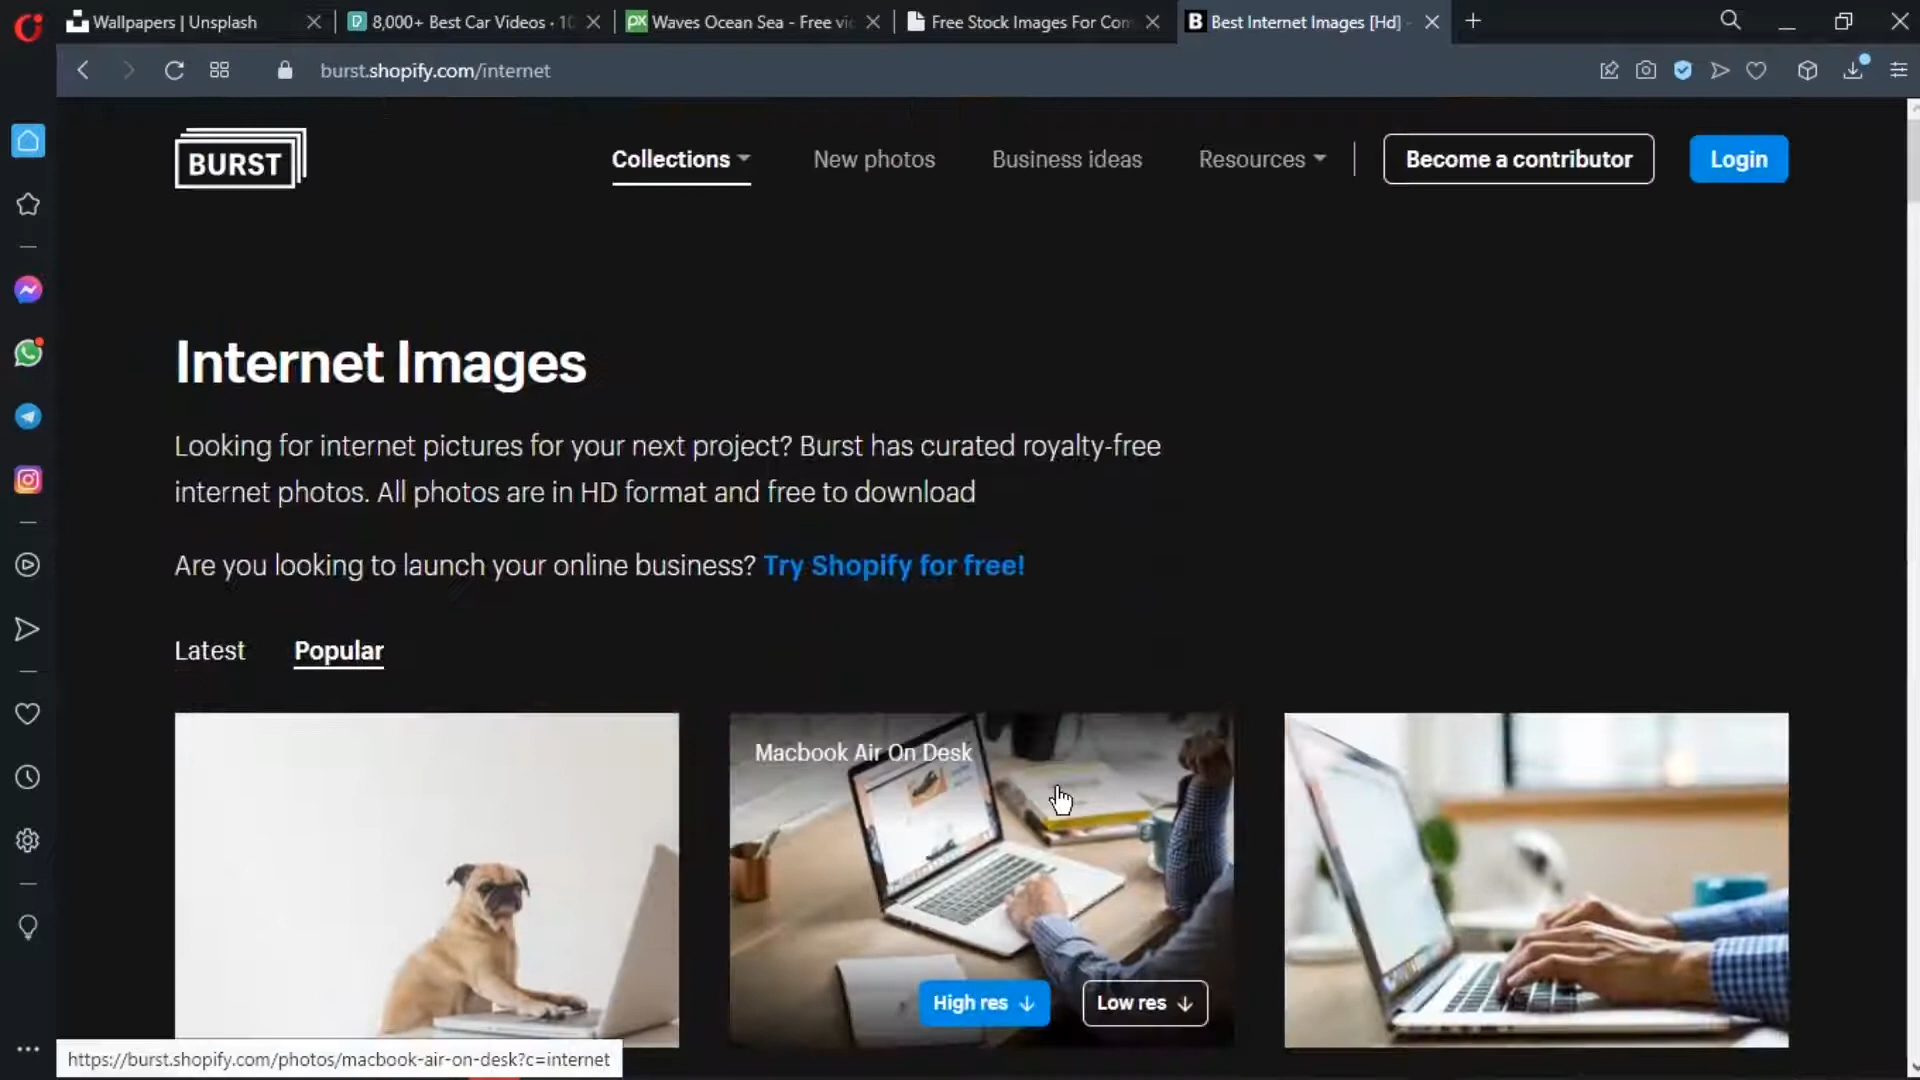 Wallpapers | Unsplash
8,000+ Best Car Videos · 10
Waves Ocean Sea - Free vi
Free Stock Images For Com
Best Internet Images [Hd] -
burst.shopify.com/internet
BURST
Collections
New photos
Business ideas
Resources
Become a contributor
Login
Internet Images
Looking for internet pictures for your next project? Burst has curated royalty-free
internet photos. All photos are in HD format and free to download
Are you looking to launch your online business? Try Shopify for free!
Latest
Popular
Macbook Air On Desk
High res
Low res
https://burst.shopify.com/photos/macbook-air-on-desk?c=internet